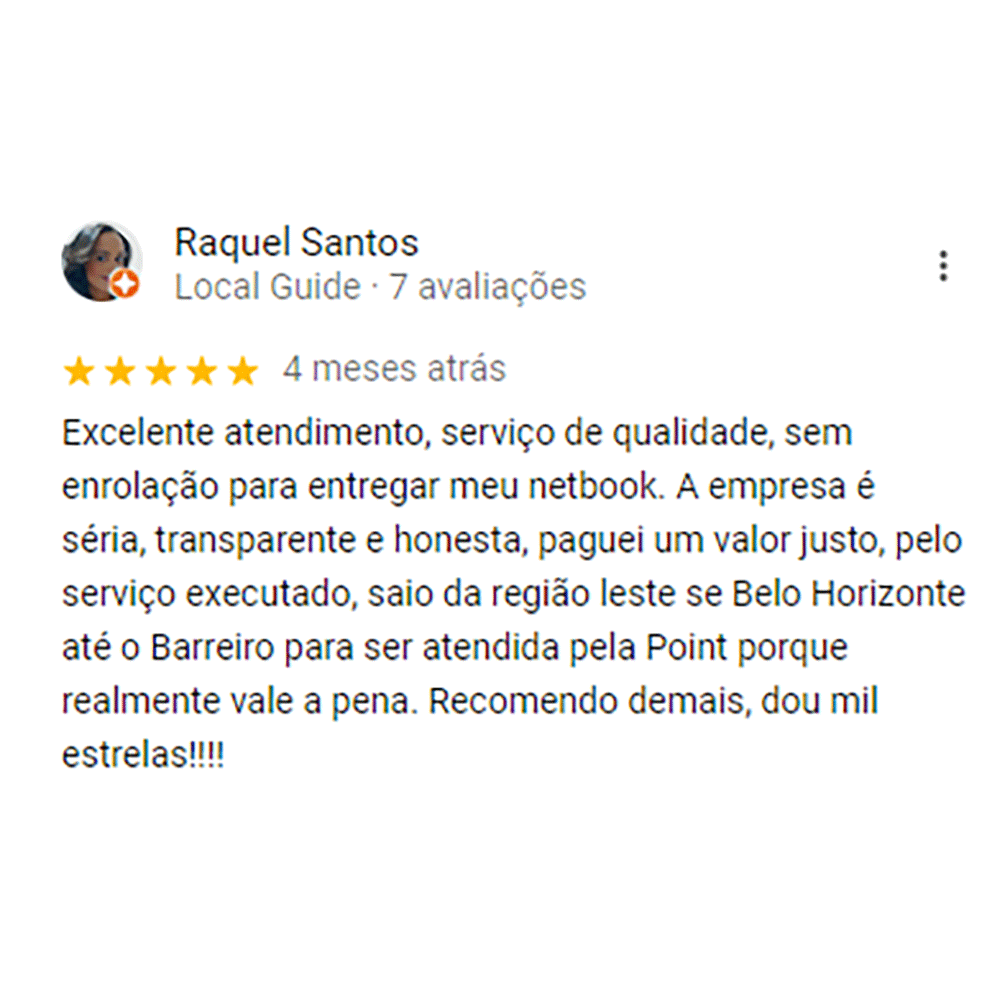 Raquel Santos
Local Guide · 7 avaliações
4 meses atrás
Excelente atendimento, serviço de qualidade, sem
enrolação para entregar meu netbook. A empresa é
séria, transparente e honesta, paguei um valor justo, pelo
serviço executado, saio da região leste se Belo Horizonte
até o Barreiro para ser atendida pela Point porque
realmente vale a pena. Recomendo demais, dou mil
estrelas!!!!